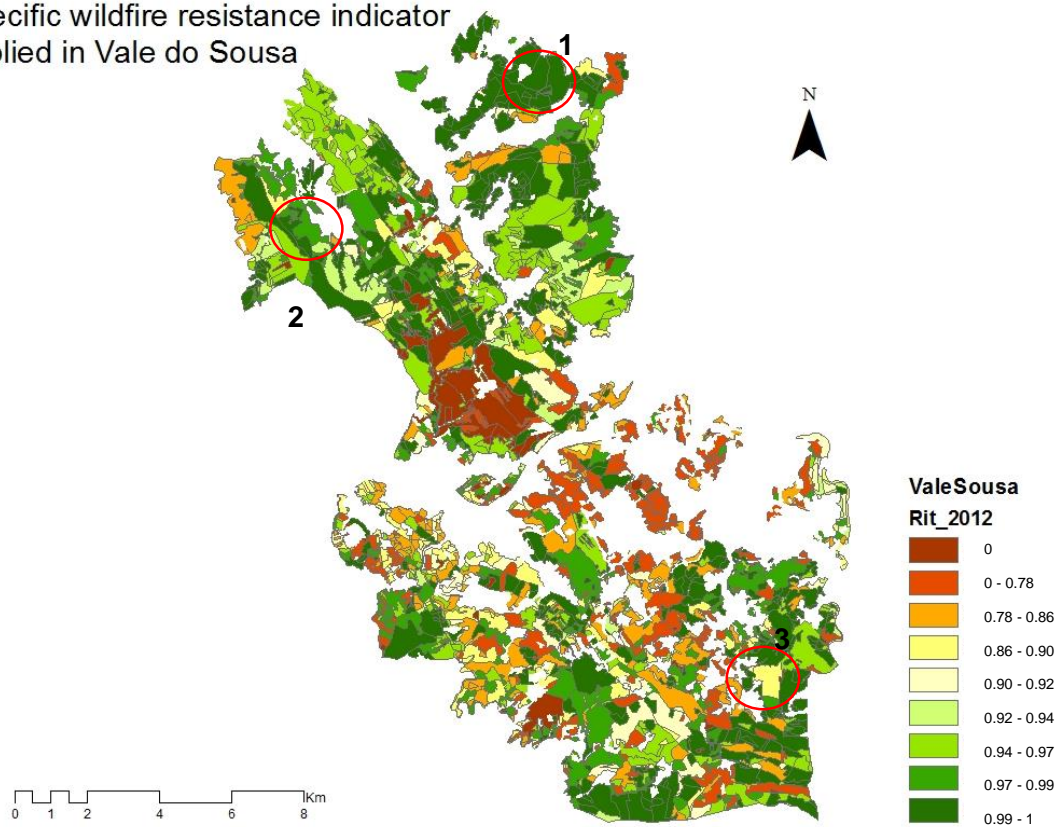 ecific wildfire resistance indicator
plied in Vale do Sousa
1
N
2
3
ValeSousa
Rit_2012
0
0 - 0.78
0.78 - 0.86
0.86 - 0.90
0.90 - 0.92
0.92 - 0.94
0.94 - 0.97
0.97 - 0.99
0.99 - 1
Km
0 1 2 4 6 8